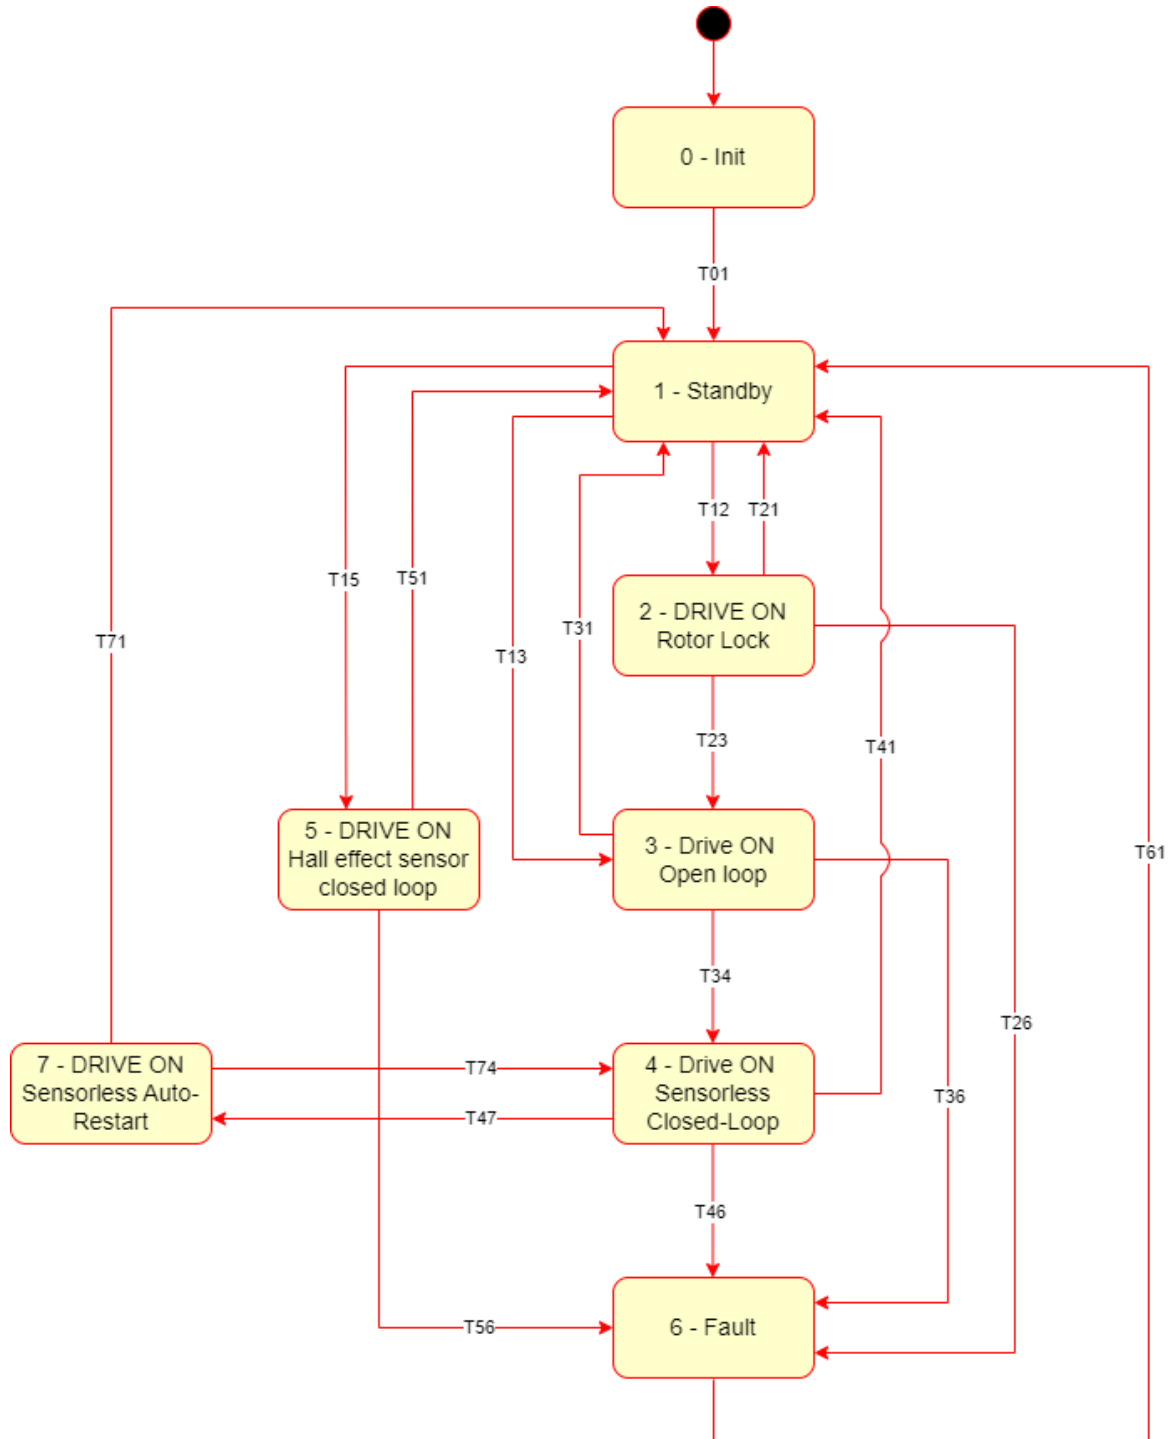 0 - Init
T01
1 - Standby
T12
T21
T15
T51
T31
T13
T71
2 - DRIVE ON
Rotor Lock
T23
T41
5 - DRIVE ON
Hall effect sensor
closed loop
3 - Drive ON
Open loop
T61
T34
T26
7 - DRIVE ON
Sensorless Auto-
Restart
T74
T47
4 - Drive ON
Sensorless
Closed-Loop
T36
T46
6 - Fault
T56